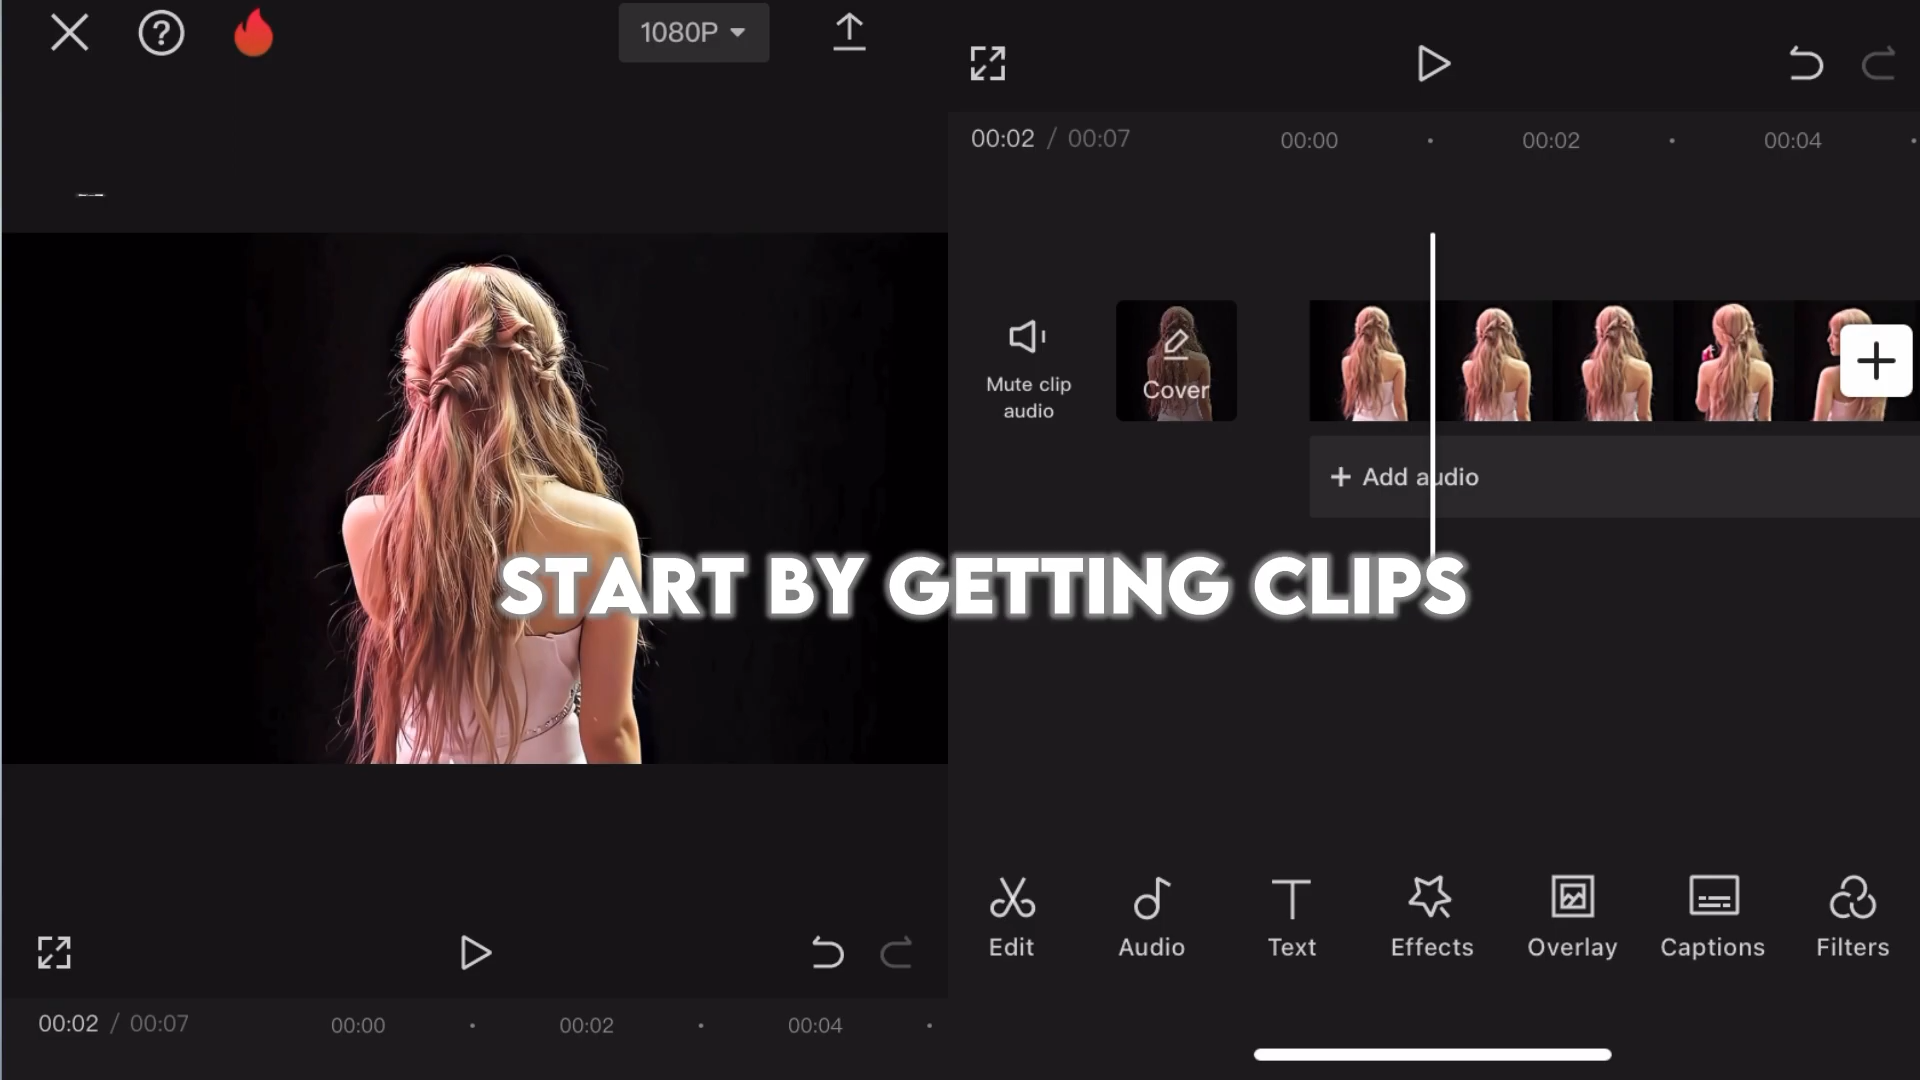 1080P
00:02 / 00:07
00:00
00:02
00:04
Mute clip
audio
Cover
+ Add audio
START BY GETTING CLIPS
Edit
Audio
Text
Effects
Overlay
Captions
Filters
00:02 / 00:07
00:00
00:02
00:04